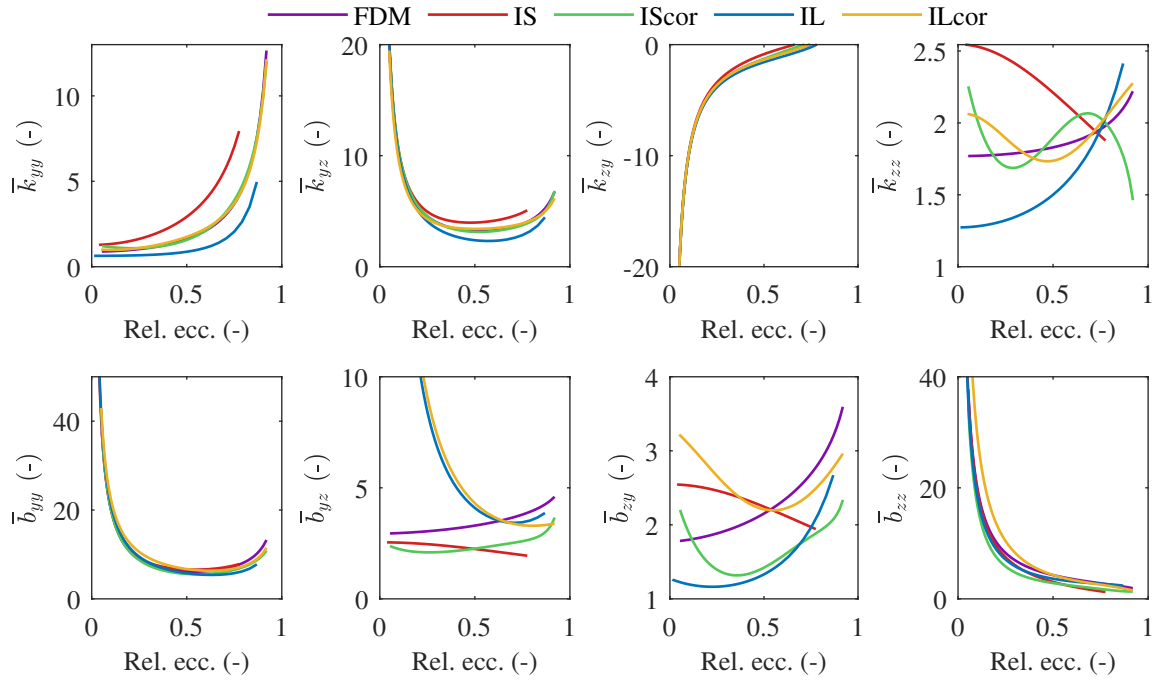 FDM IS IScor IL ILcor
10
5
0
0 0.5 1
k̅yy (-)
Rel. ecc. (-)
20
10
0
0 0.5 1
k̅yz (-)
Rel. ecc. (-)
0
-10
-20
0 0.5 1
k̅zy (-)
Rel. ecc. (-)
2.5
2
1.5
1
0 0.5 1
k̅zz (-)
Rel. ecc. (-)
40
20
0
0 0.5 1
b̅yy (-)
Rel. ecc. (-)
10
5
0
0 0.5 1
b̅yz (-)
Rel. ecc. (-)
4
3
2
1
0 0.5 1
b̅zy (-)
Rel. ecc. (-)
40
20
0
0 0.5 1
b̅zz (-)
Rel. ecc. (-)